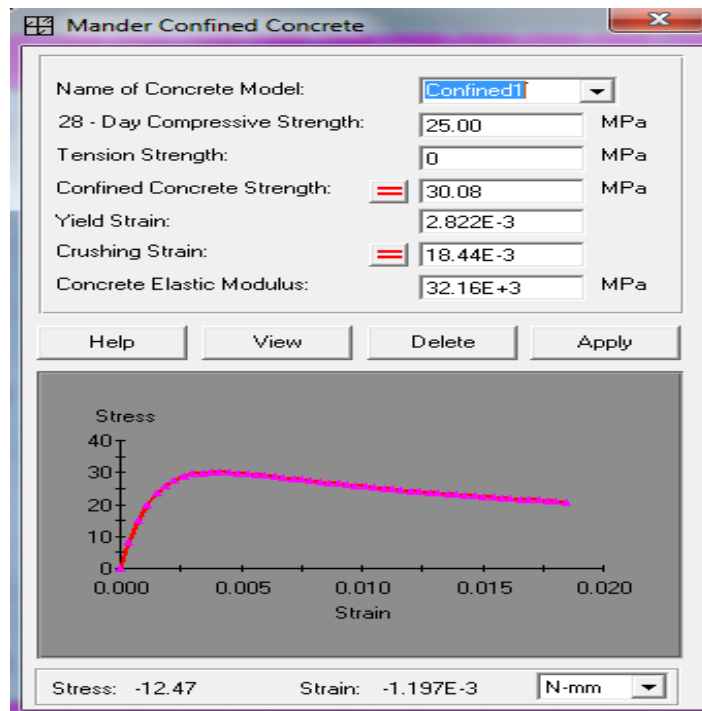 Mander Confined Concrete
Name of Concrete Model: Confined1
28 - Day Compressive Strength: 25.00 MPa
Tension Strength: 0 MPa
Confined Concrete Strength: 30.08 MPa
Yield Strain: 2.822E-3
Crushing Strain: 18.44E-3
Concrete Elastic Modulus: 32.16E+3 MPa
Help View Delete Apply
Stress
40
30
20
10
0
0.000 0.005 0.010 0.015 0.020
Strain
Stress: -12.47 Strain: -1.197E-3 N-mm